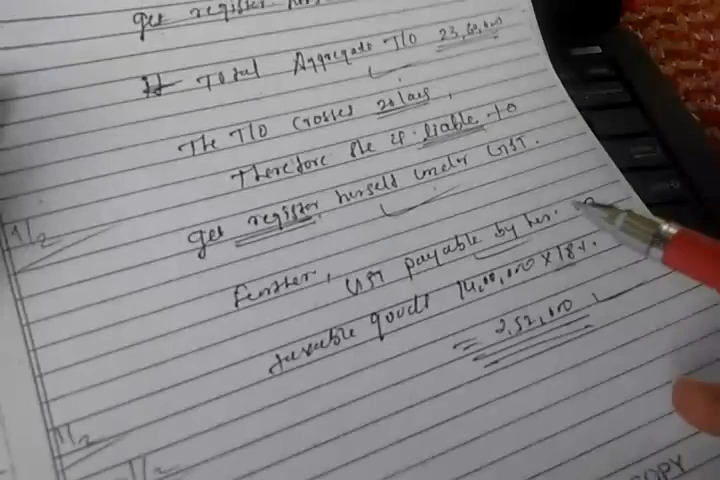 get register
Total Aggregate T/O 23,60,000
The T/O crosses 20 lacs,
Therefore she is liable to
get register herself under GST.
Further, GST payable by her.
taxable goods 14,00,000 x 18%.
= 2,52,000
1/2
1/2
1/2
COPY